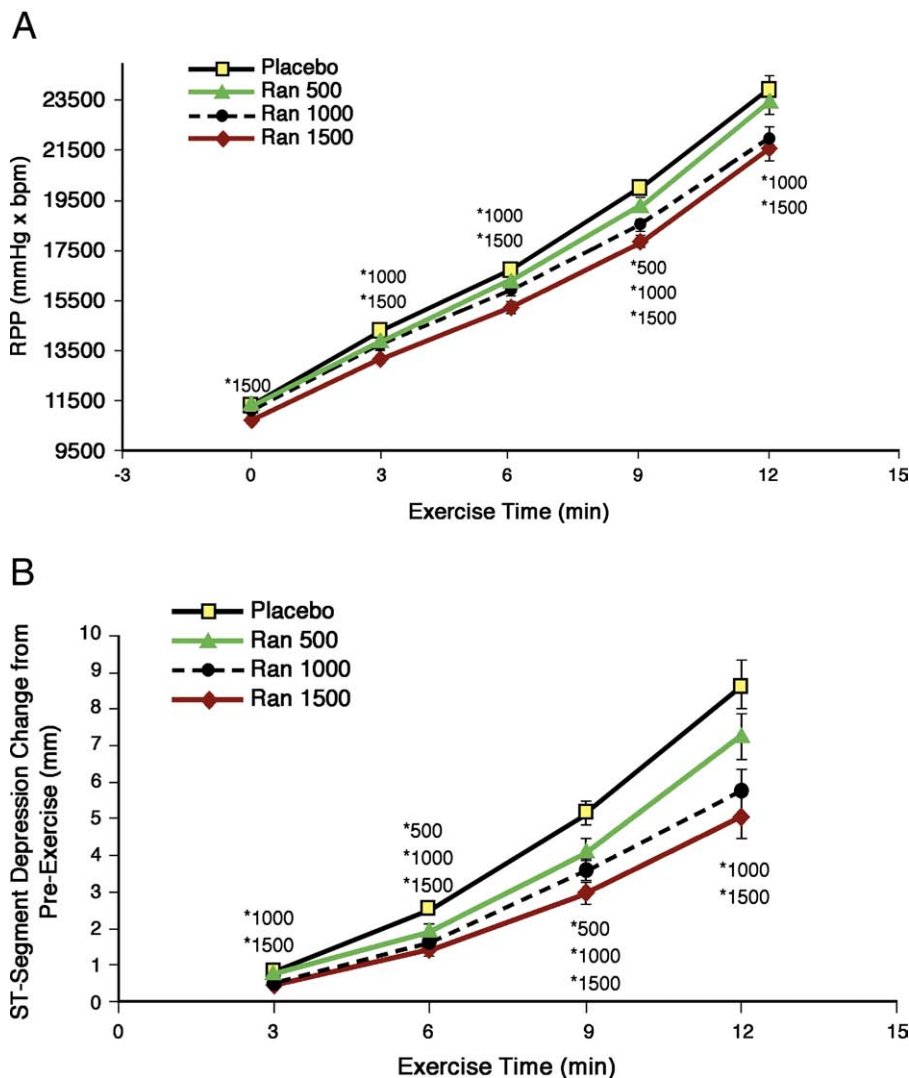 A
Placebo
Ran 500
Ran 1000
Ran 1500
RPP (mmHg x bpm)
23500
21500
19500
17500
15500
13500
11500
9500
*1500
*1000
*1500
*1000
*1500
*500
*1000
*1500
*1000
*1500
-3 0 3 6 9 12 15
Exercise Time (min)
B
Placebo
Ran 500
Ran 1000
Ran 1500
ST-Segment Depression Change from
Pre-Exercise (mm)
10
9
8
7
6
5
4
3
2
1
0
*1000
*1500
*500
*1000
*1500
*500
*1000
*1500
*1000
*1500
0 3 6 9 12 15
Exercise Time (min)